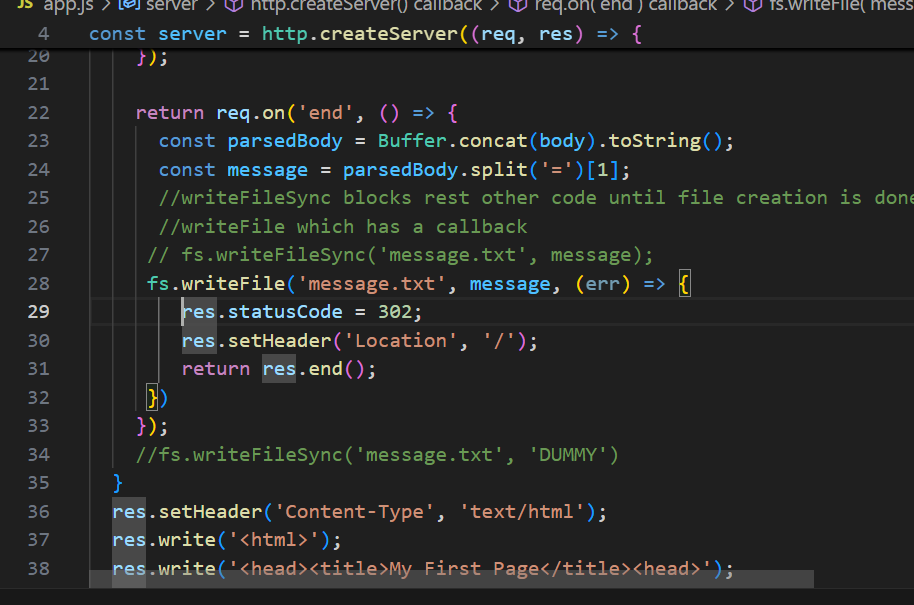 JS app.js > server > http.createServer() callback > req.on('end') callback > fs.writeFile('mess
4 const server = http.createServer((req, res) => {
20 });
21
22 return req.on('end', () => {
23 const parsedBody = Buffer.concat(body).toString();
24 const message = parsedBody.split('=')[1];
25 //writeFileSync blocks rest other code until file creation is done
26 //writeFile which has a callback
27 // fs.writeFileSync('message.txt', message);
28 fs.writeFile('message.txt', message, (err) => {
29 res.statusCode = 302;
30 res.setHeader('Location', '/');
31 return res.end();
32 })
33 });
34 //fs.writeFileSync('message.txt', 'DUMMY')
35 }
36 res.setHeader('Content-Type', 'text/html');
37 res.write('<html>');
38 res.write('<head><title>My First Page</title><head>');